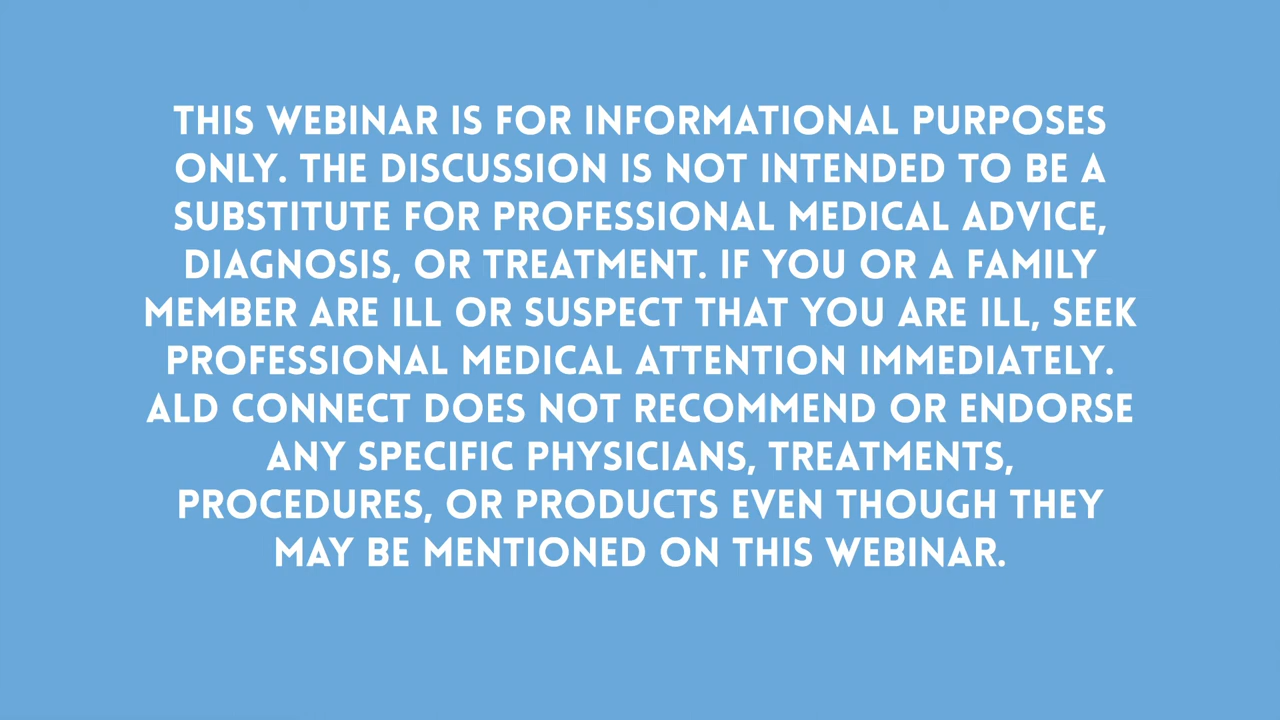 THIS WEBINAR IS FOR INFORMATIONAL PURPOSES
ONLY. THE DISCUSSION IS NOT INTENDED TO BE A
SUBSTITUTE FOR PROFESSIONAL MEDICAL ADVICE,
DIAGNOSIS, OR TREATMENT. IF YOU OR A FAMILY
MEMBER ARE ILL OR SUSPECT THAT YOU ARE ILL, SEEK
PROFESSIONAL MEDICAL ATTENTION IMMEDIATELY.
ALD CONNECT DOES NOT RECOMMEND OR ENDORSE
ANY SPECIFIC PHYSICIANS, TREATMENTS,
PROCEDURES, OR PRODUCTS EVEN THOUGH THEY
MAY BE MENTIONED ON THIS WEBINAR.